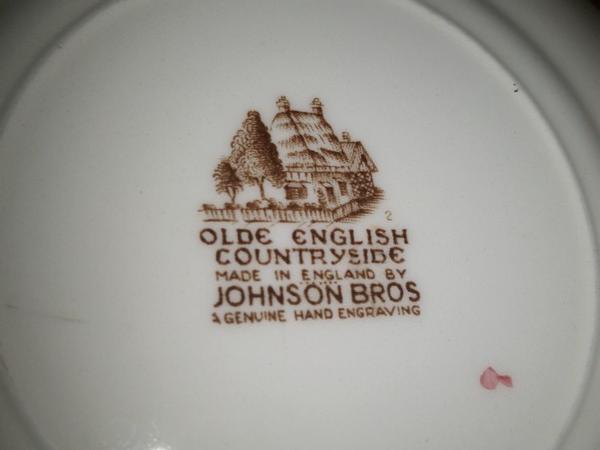 2
OLDE ENGLISH
COUNTRYSIDE
MADE IN ENGLAND BY
JOHNSON BROS
A GENUINE HAND ENGRAVING